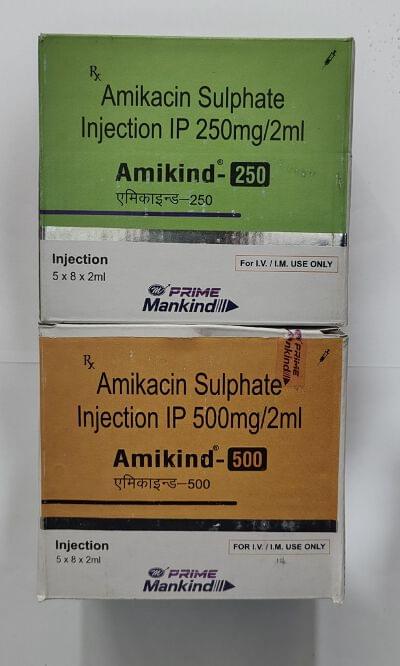 Rx
Amikacin Sulphate
Injection IP 250mg/2ml
Amikind®-250
एमिकाइन्ड–250
Injection
5 x 8 x 2ml
For I.V. / I.M. USE ONLY
PRIME
Mankind
PRIME
Mankind
Rx
Amikacin Sulphate
Injection IP 500mg/2ml
Amikind®-500
एमिकाइन्ड–500
Injection
5 x 8 x 2ml
FOR I.V. / I.M. USE ONLY
PRIME
Mankind